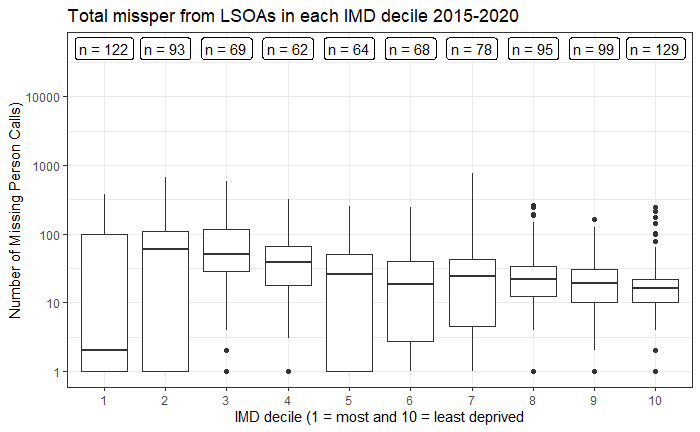 Total missper from LSOAs in each IMD decile 2015-2020
n = 122 n = 93 n = 69 n = 62 n = 64 n = 68 n = 78 n = 95 n = 99 n = 129
Number of Missing Person Calls)
10000
1000
100
10
1
1 2 3 4 5 6 7 8 9 10
IMD decile (1 = most and 10 = least deprived